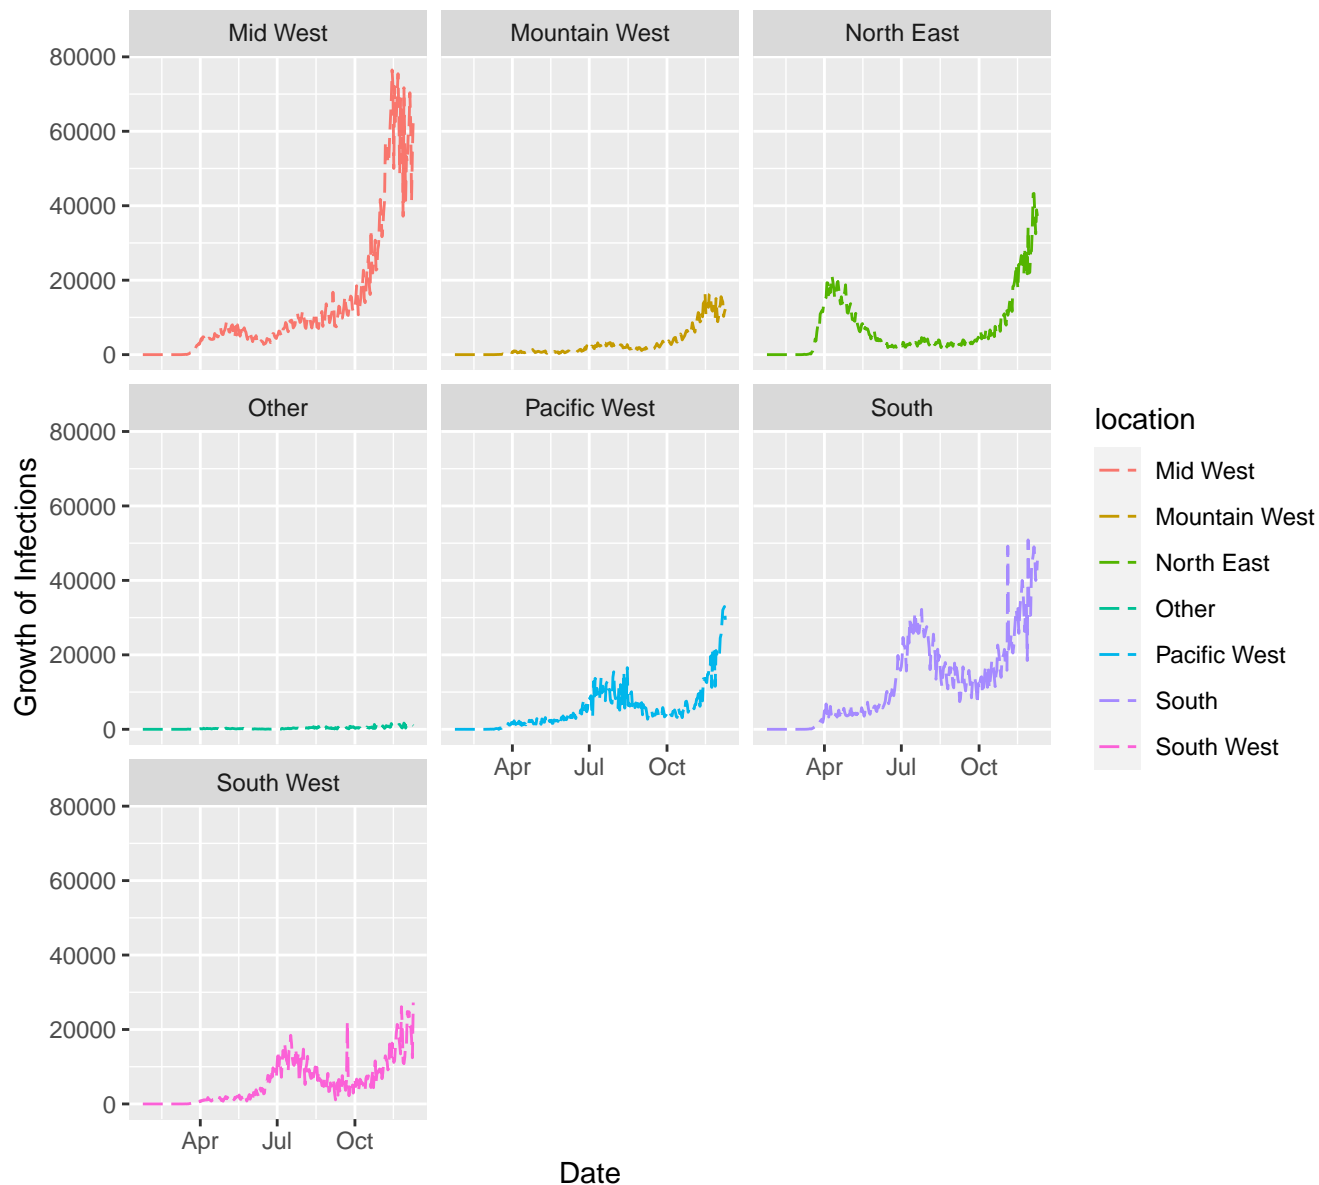 Mid West
Mountain West
North East
80000
60000
40000
20000
0
Other
Pacific West
South
80000
60000
40000
20000
0
Apr
Jul
Oct
Apr
Jul
Oct
South West
80000
60000
40000
20000
0
Apr
Jul
Oct
Growth of Infections
Date
location
Mid West
Mountain West
North East
Other
Pacific West
South
South West